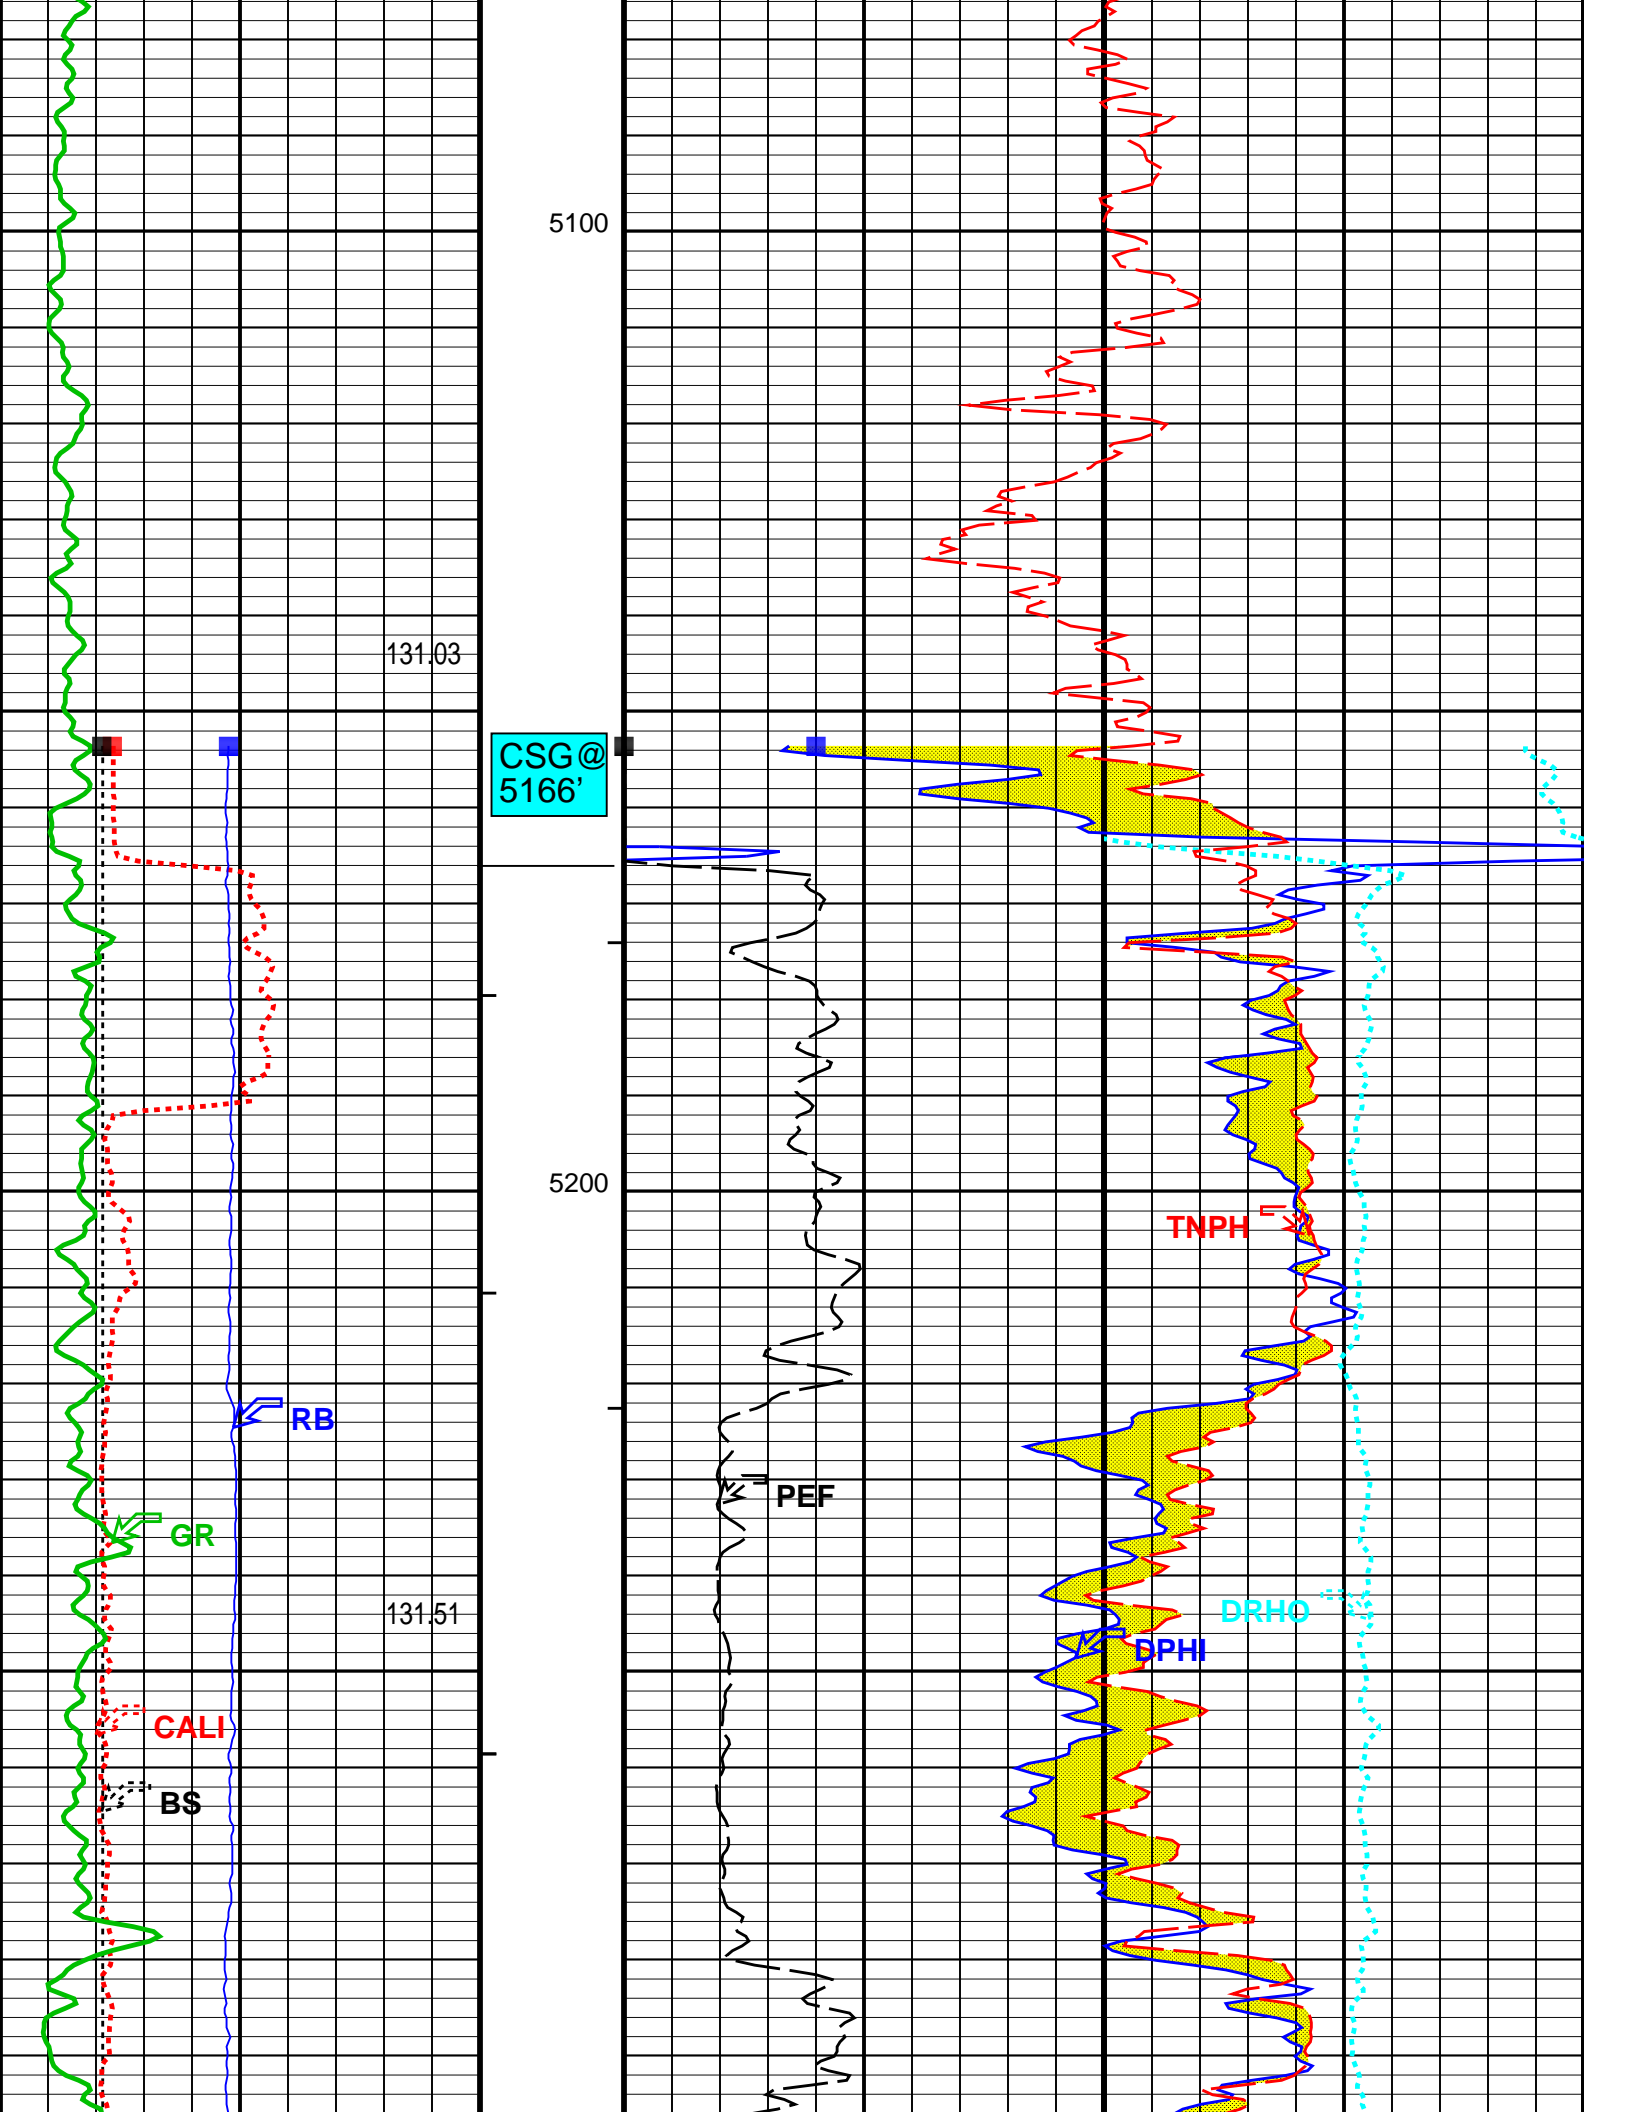 5100
131.03
CSG@
5166’
5200
TNPH
RB
PEF
GR
DRHO
131.51
DPHI
CALI
BS